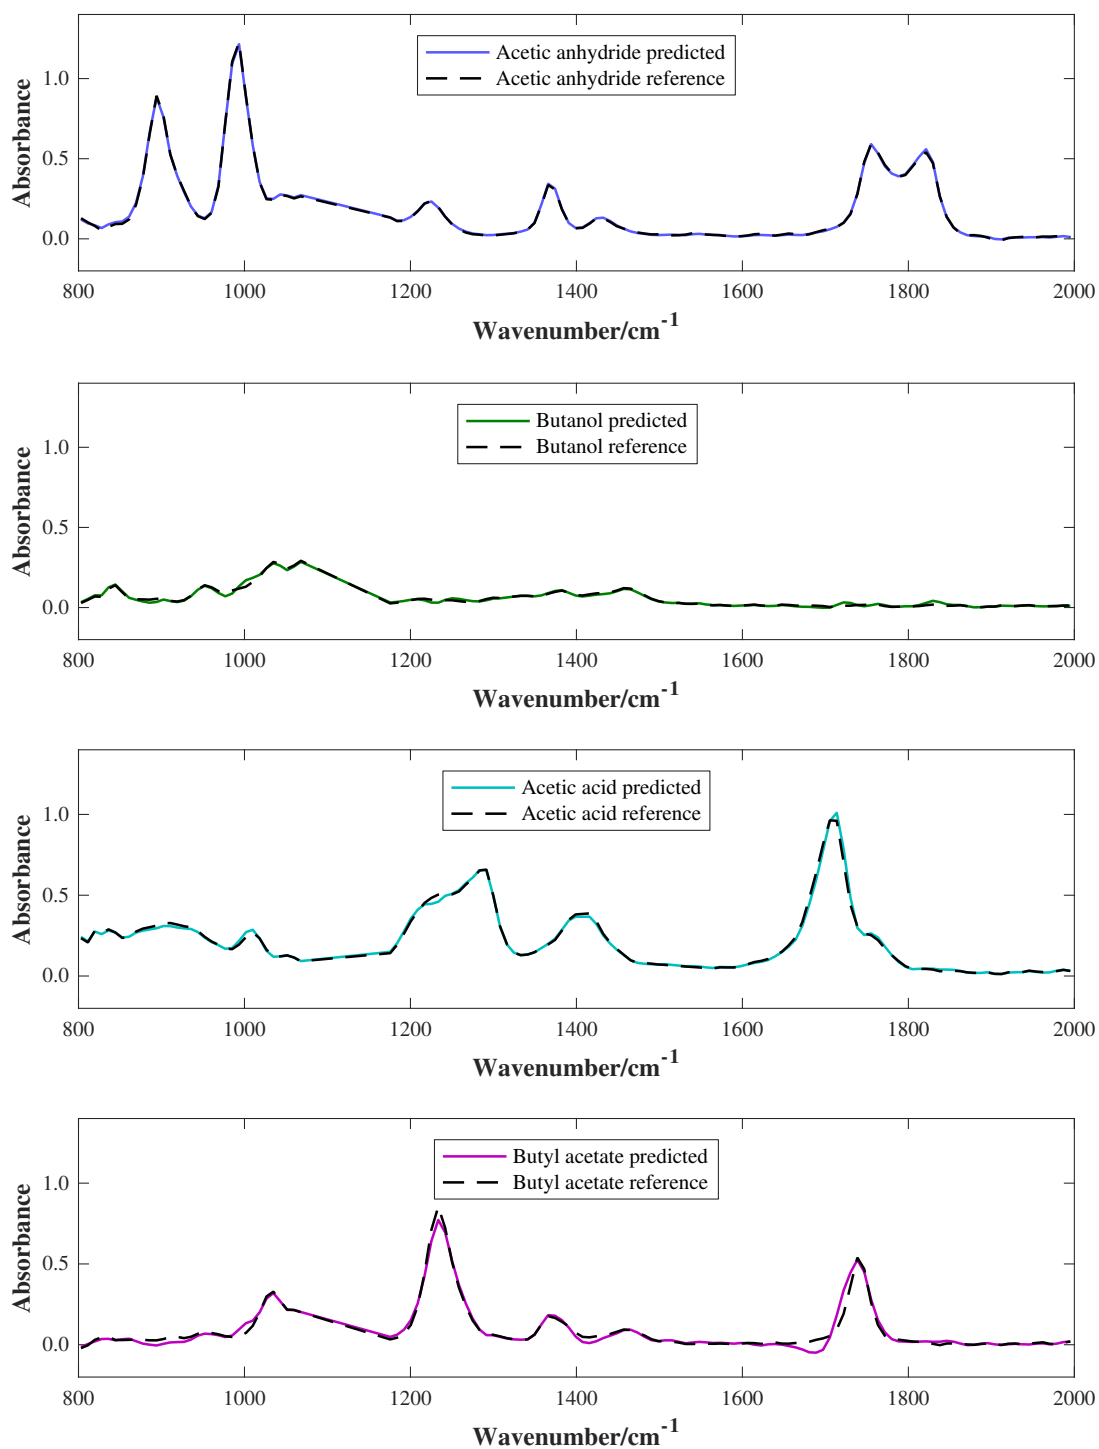 Acetic anhydride predicted
Acetic anhydride reference
1.0
0.5
0.0
Absorbance
800 1000 1200 1400 1600 1800 2000
Wavenumber/cm⁻¹
Butanol predicted
Butanol reference
1.0
0.5
0.0
Absorbance
800 1000 1200 1400 1600 1800 2000
Wavenumber/cm⁻¹
Acetic acid predicted
Acetic acid reference
1.0
0.5
0.0
Absorbance
800 1000 1200 1400 1600 1800 2000
Wavenumber/cm⁻¹
Butyl acetate predicted
Butyl acetate reference
1.0
0.5
0.0
Absorbance
800 1000 1200 1400 1600 1800 2000
Wavenumber/cm⁻¹